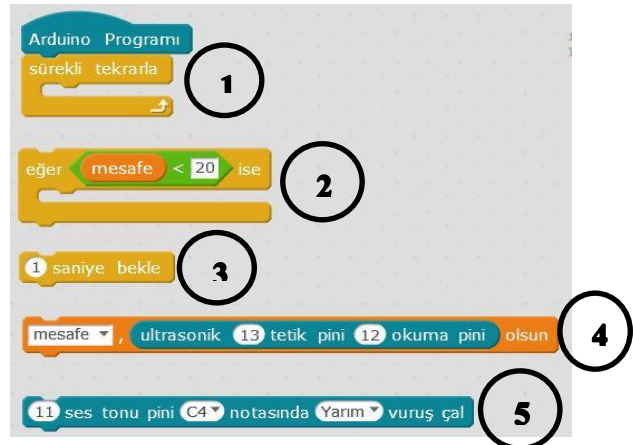 Arduino Programı
sürekli tekrarla
1
eğer mesafe < 20 ise
2
1 saniye bekle
3
mesafe , ultrasonik 13 tetik pini 12 okuma pini olsun
4
11 ses tonu pini C4 notasında Yarım vuruş çal
5